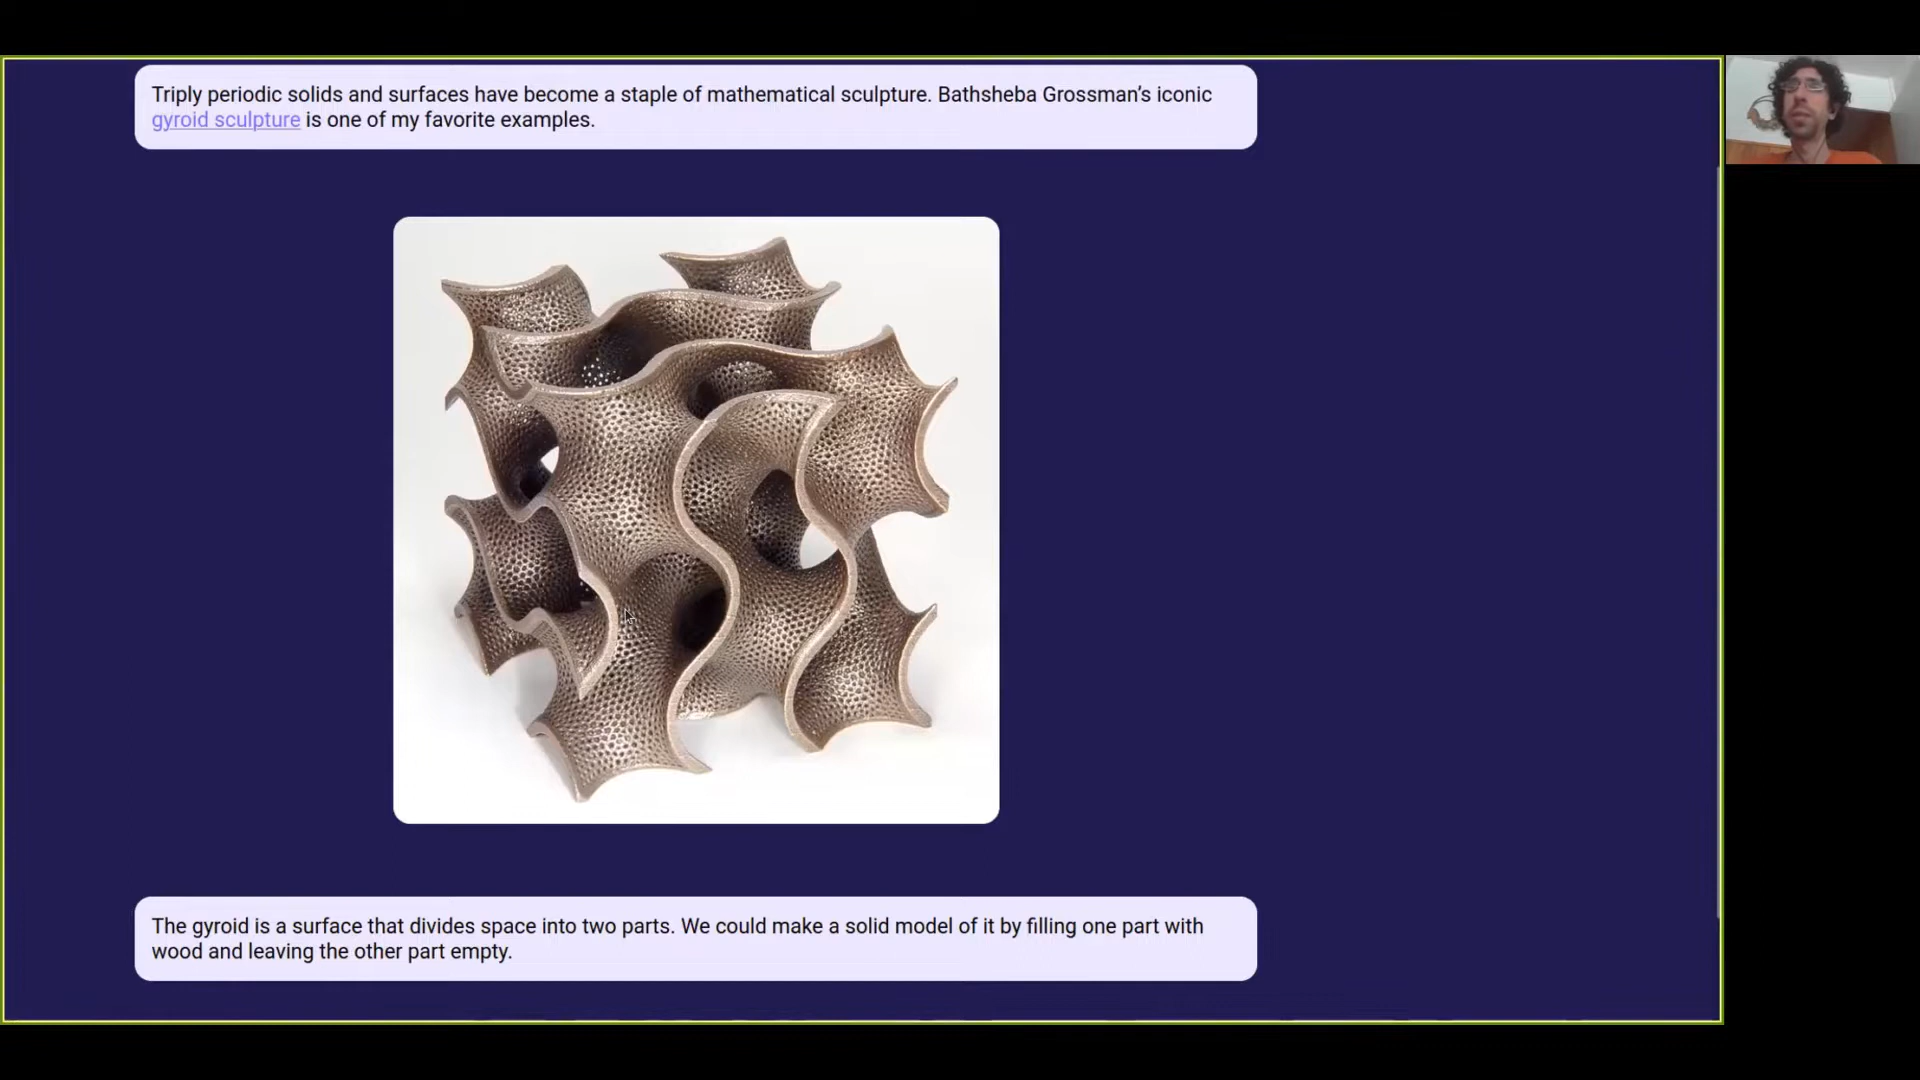 Triply periodic solids and surfaces have become a staple of mathematical sculpture. Bathsheba Grossman’s iconic
gyroid sculpture is one of my favorite examples.
The gyroid is a surface that divides space into two parts. We could make a solid model of it by filling one part with
wood and leaving the other part empty.